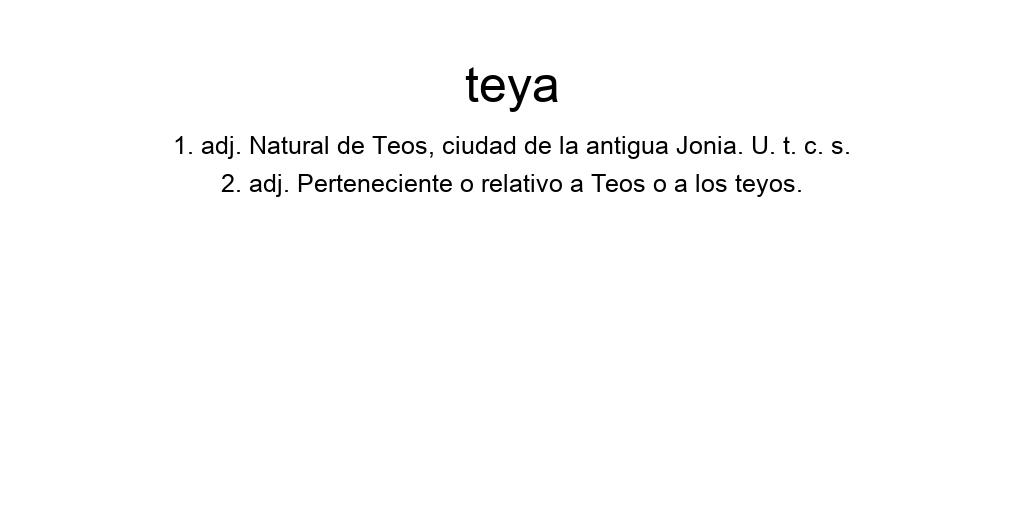 teya
1. adj. Natural de Teos, ciudad de la antigua Jonia. U. t. c. s.
2. adj. Perteneciente o relativo a Teos o a los teyos.